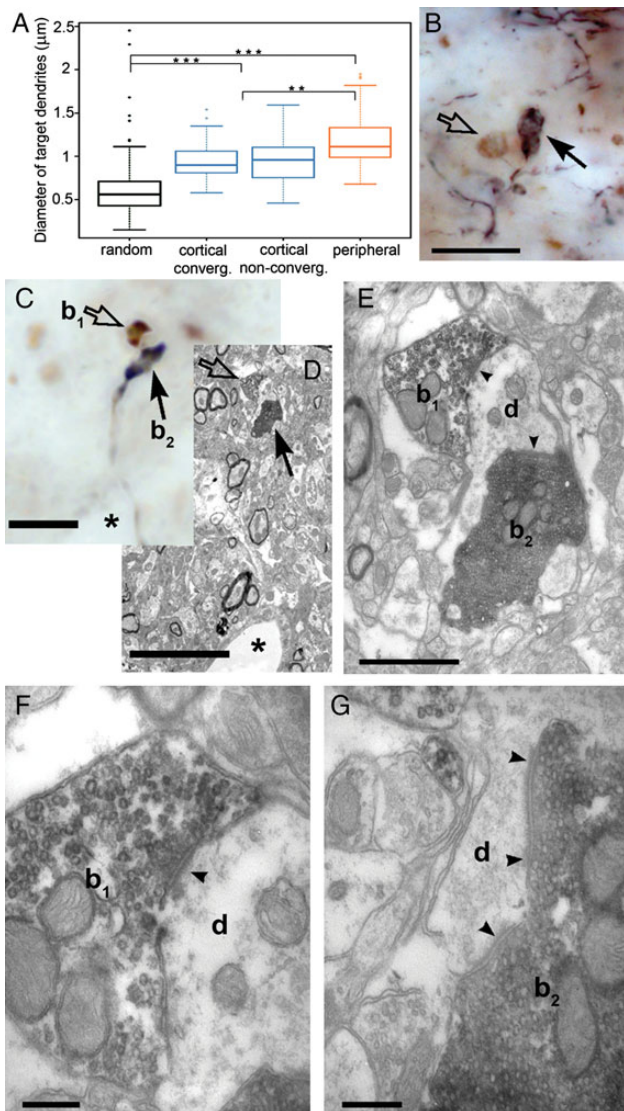 A
Diameter of target dendrites (µm)
2.5
2
1.5
1
0.5
***
***
**
random
cortical
converg.
cortical
non-converg.
peripheral
B
C
b1
b2
*
D
*
E
b1
d
b2
F
b1
d
G
d
b2